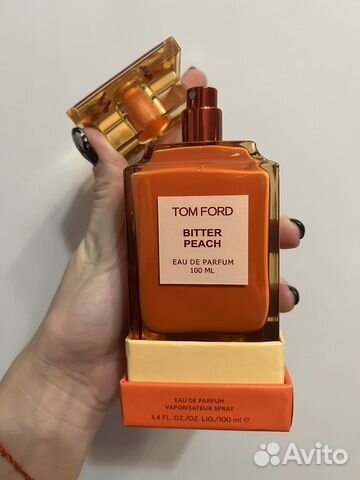 TOM FORD
BITTER
PEACH
EAU DE PARFUM
100 ML
EAU DE PARFUM
VAPORISATEUR SPRAY
3.4 FL. OZ./OZ. LIQ./100 ml e
Avito